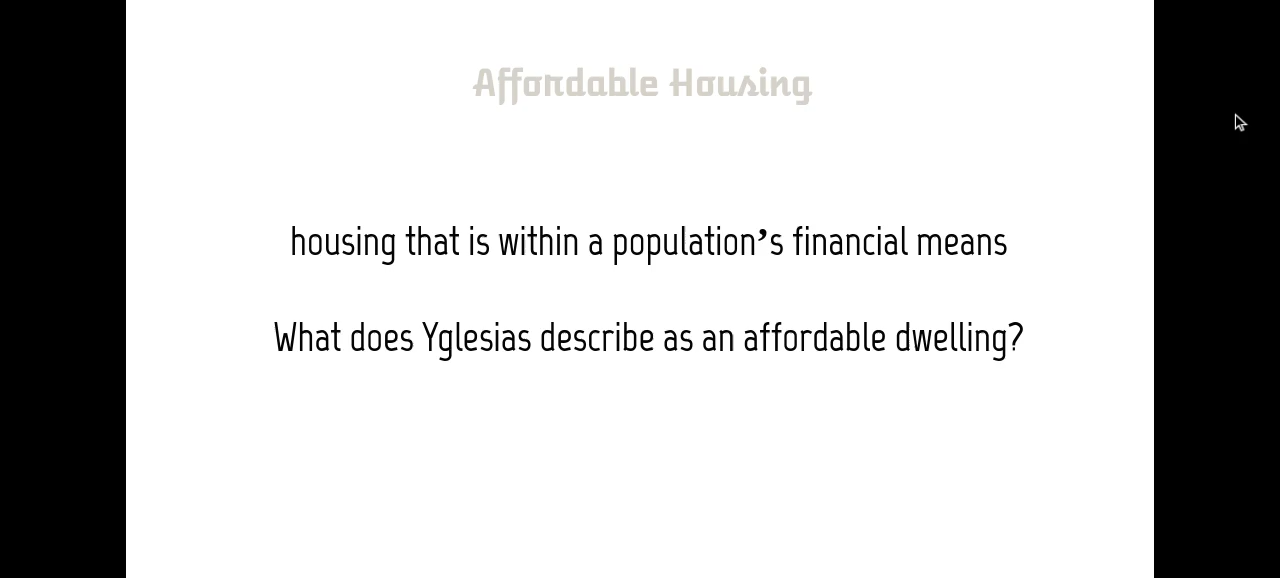 Affordable Housing
housing that is within a population’s financial means
What does Yglesias describe as an affordable dwelling?